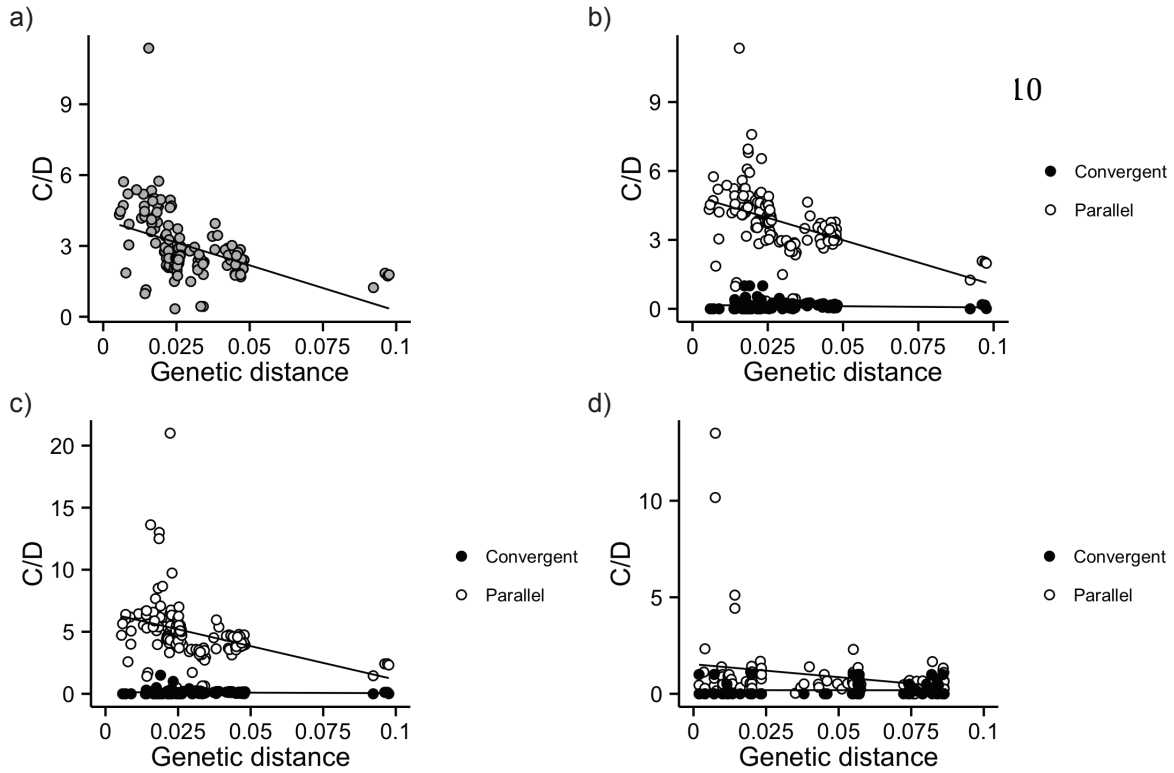 a)
9
6
3
0
C/D
0 0.025 0.05 0.075 0.1
Genetic distance
b)
9
6
3
0
C/D
0 0.025 0.05 0.075 0.1
Genetic distance
10
Convergent
Parallel
c)
20
15
10
5
0
C/D
0 0.025 0.05 0.075 0.1
Genetic distance
Convergent
Parallel
d)
10
5
0
C/D
0 0.025 0.05 0.075 0.1
Genetic distance
Convergent
Parallel